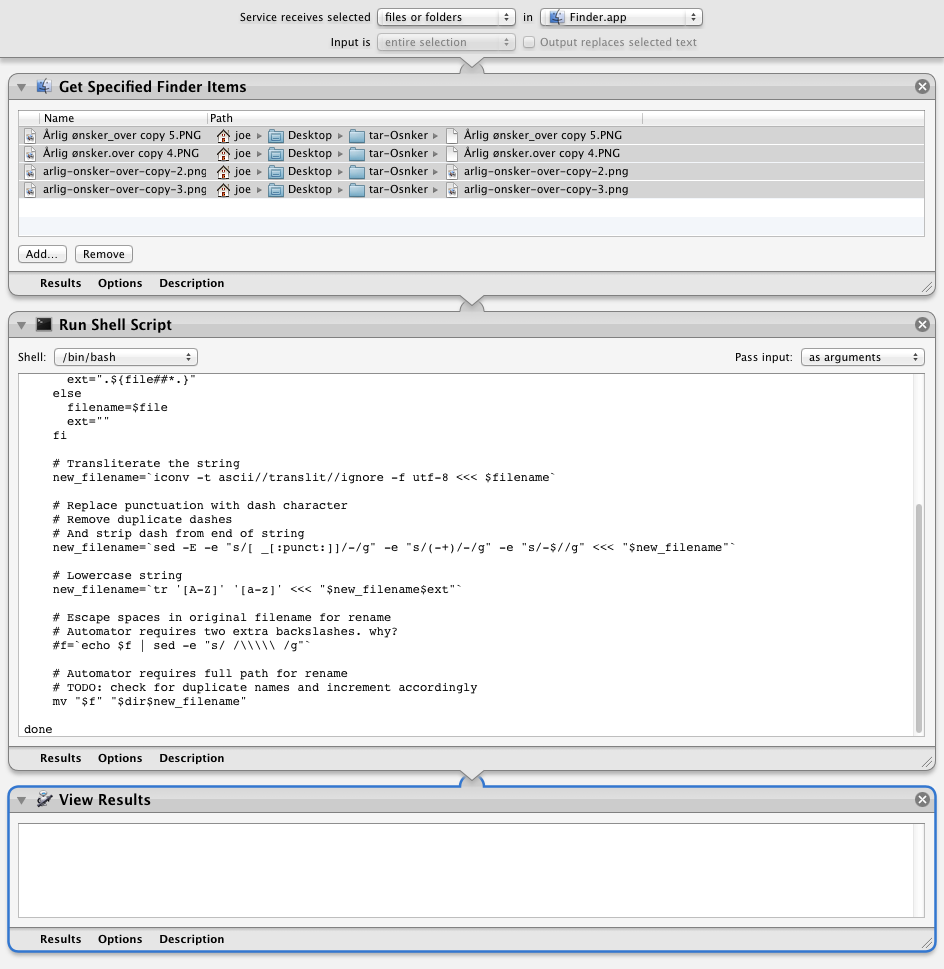 Service receives selected files or folders in Finder.app
Input is entire selection Output replaces selected text
Get Specified Finder Items
Name Path
Årlig ønsker_over copy 5.PNG joe Desktop tar-Osnker Årlig ønsker_over copy 5.PNG
Årlig ønsker.over copy 4.PNG joe Desktop tar-Osnker Årlig ønsker.over copy 4.PNG
arlig-onsker-over-copy-2.png joe Desktop tar-Osnker arlig-onsker-over-copy-2.png
arlig-onsker-over-copy-3.png joe Desktop tar-Osnker arlig-onsker-over-copy-3.png
Add... Remove
Results Options Description
Run Shell Script
Shell: /bin/bash Pass input: as arguments
ext=".${file##*.}"
else
filename=$file
ext=""
fi
# Transliterate the string
new_filename=`iconv -t ascii//translit//ignore -f utf-8 <<< $filename`
# Replace punctuation with dash character
# Remove duplicate dashes
# And strip dash from end of string
new_filename=`sed -E -e "s/[ _[:punct:]]/-/g" -e "s/(-+)/-/g" -e "s/-$//g" <<< "$new_filename"`
# Lowercase string
new_filename=`tr '[A-Z]' '[a-z]' <<< "$new_filename$ext"`
# Escape spaces in original filename for rename
# Automator requires two extra backslashes. why?
#f=`echo $f | sed -e "s/ /\\\\\ /g"`
# Automator requires full path for rename
# TODO: check for duplicate names and increment accordingly
mv "$f" "$dir$new_filename"
done
Results Options Description
View Results
Results Options Description